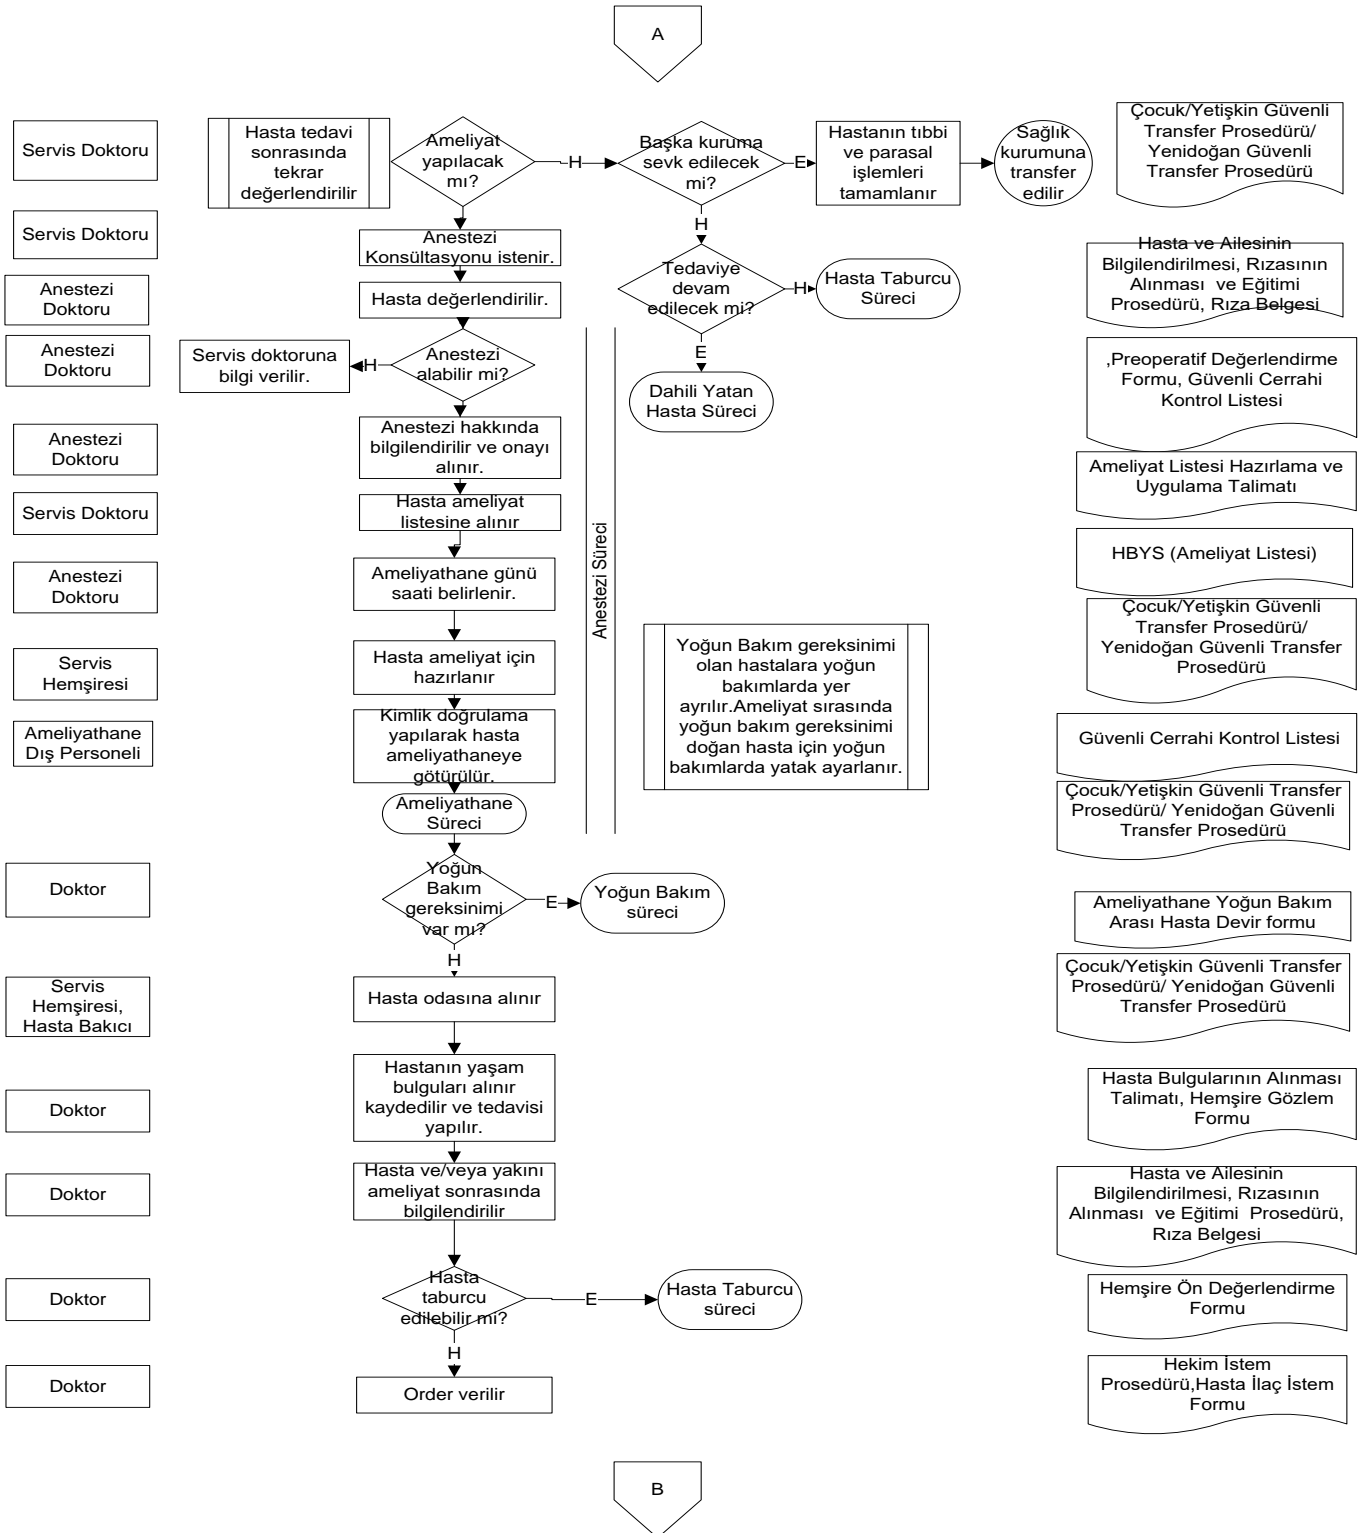 A
Servis Doktoru
Hasta tedavi
sonrasında
tekrar
değerlendirilir
Ameliyat
yapılacak
mı?
H
Başka kuruma
sevk edilecek
mi?
E
Hastanın tıbbi
ve parasal
işlemleri
tamamlanır
Sağlık
kurumuna
transfer
edilir
Çocuk/Yetişkin Güvenli
Transfer Prosedürü/
Yenidoğan Güvenli
Transfer Prosedürü
Servis Doktoru
Anestezi
Konsültasyonu istenir.
H
Hasta ve Ailesinin
Bilgilendirilmesi, Rızasının
Alınması  ve Eğitimi
Prosedürü, Rıza Belgesi
Anestezi
Doktoru
Hasta değerlendirilir.
Tedaviye
devam
edilecek mi?
H
Hasta Taburcu
Süreci
Anestezi
Doktoru
Servis doktoruna
bilgi verilir.
H
Anestezi
alabilir mi?
E
Dahili Yatan
Hasta Süreci
,Preoperatif Değerlendirme
Formu, Güvenli Cerrahi
Kontrol Listesi
Anestezi
Doktoru
Anestezi hakkında
bilgilendirilir ve onayı
alınır.
Ameliyat Listesi Hazırlama ve
Uygulama Talimatı
Servis Doktoru
Hasta ameliyat
listesine alınır
Anestezi Süreci
HBYS (Ameliyat Listesi)
Anestezi
Doktoru
Ameliyathane günü
saati belirlenir.
Çocuk/Yetişkin Güvenli
Transfer Prosedürü/
Yenidoğan Güvenli Transfer
Prosedürü
Servis
Hemşiresi
Hasta ameliyat için
hazırlanır
Yoğun Bakım gereksinimi
olan hastalara yoğun
bakımlarda yer
ayrılır.Ameliyat sırasında
yoğun bakım gereksinimi
doğan hasta için yoğun
bakımlarda yatak ayarlanır.
Ameliyathane
Dış Personeli
Kimlik doğrulama
yapılarak hasta
ameliyathaneye
götürülür.
Güvenli Cerrahi Kontrol Listesi
Ameliyathane
Süreci
Çocuk/Yetişkin Güvenli Transfer
Prosedürü/ Yenidoğan Güvenli
Transfer Prosedürü
Doktor
Yoğun
Bakım
gereksinimi
var mı?
E
Yoğun Bakım
süreci
Ameliyathane Yoğun Bakım
Arası Hasta Devir formu
H
Servis
Hemşiresi,
Hasta Bakıcı
Hasta odasına alınır
Çocuk/Yetişkin Güvenli Transfer
Prosedürü/ Yenidoğan Güvenli
Transfer Prosedürü
Doktor
Hastanın yaşam
bulguları alınır
kaydedilir ve tedavisi
yapılır.
Hasta Bulgularının Alınması
Talimatı, Hemşire Gözlem
Formu
Doktor
Hasta ve/veya yakını
ameliyat sonrasında
bilgilendirilir
Hasta ve Ailesinin
Bilgilendirilmesi, Rızasının
Alınması  ve Eğitimi  Prosedürü,
Rıza Belgesi
Doktor
Hasta
taburcu
edilebilir mi?
E
Hasta Taburcu
süreci
Hemşire Ön Değerlendirme
Formu
H
Doktor
Order verilir
Hekim İstem
Prosedürü,Hasta İlaç İstem
Formu
B